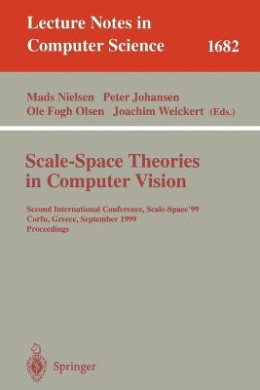 Lecture Notes in
Computer Science 1682
Mads Nielsen Peter Johansen
Ole Fogh Olsen Joachim Weickert (Eds.)
Scale-Space Theories
in Computer Vision
Second International Conference, Scale-Space'99
Corfu, Greece, September 1999
Proceedings
Springer